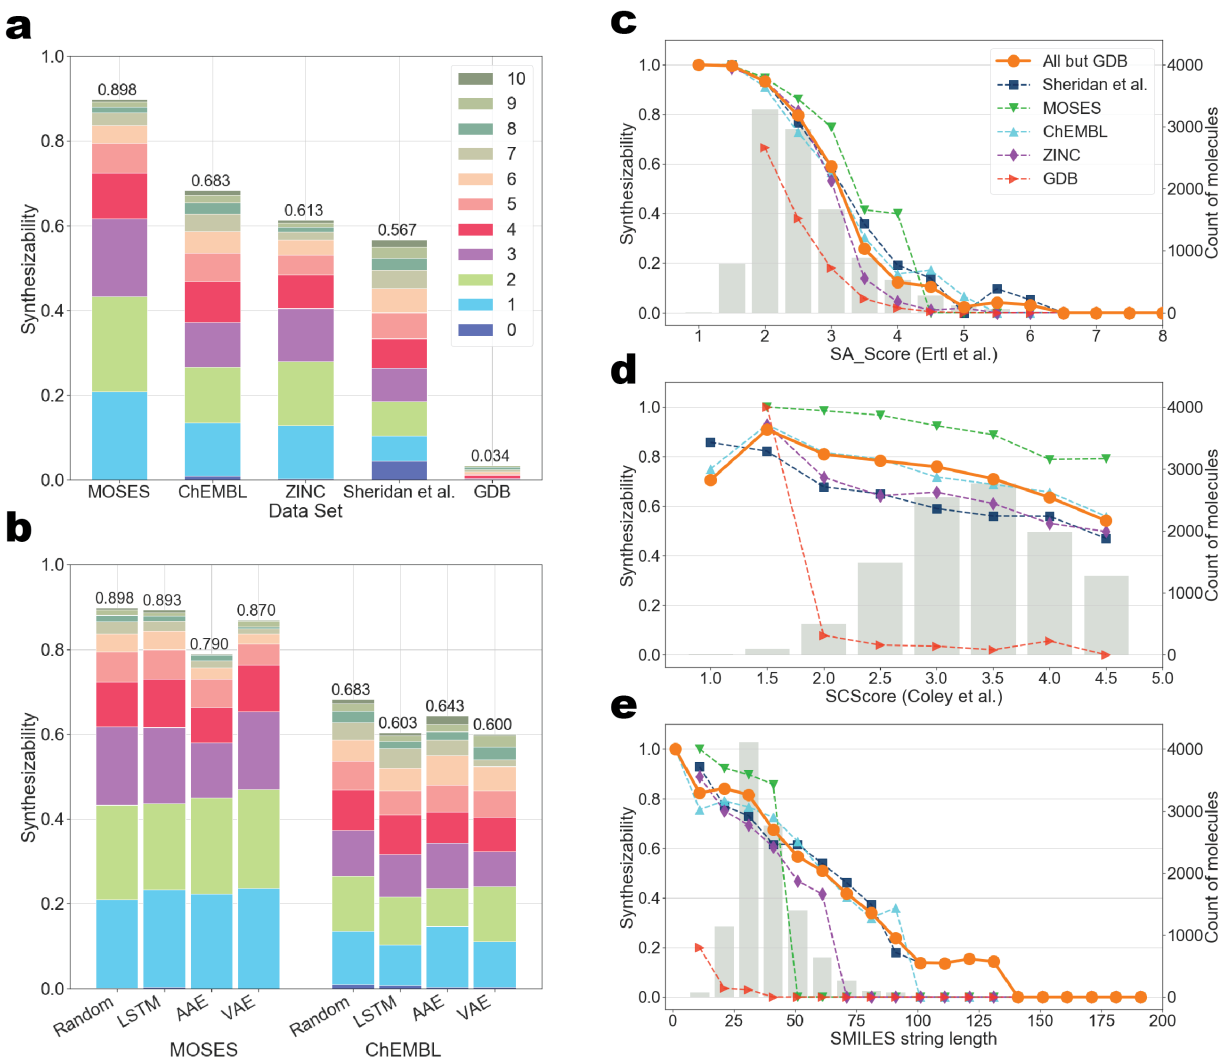 a
1.0
0.8
0.6
0.4
0.2
0.0
Synthesizability
0.898
0.683
0.613
0.567
0.034
10
9
8
7
6
5
4
3
2
1
0
MOSES ChEMBL ZINC Sheridan et al. GDB
Data Set
b
1.0
0.8
0.6
0.4
0.2
0.0
Synthesizability
0.898 0.893 0.790 0.870
0.683 0.603 0.643 0.600
Random LSTM AAE VAE Random LSTM AAE VAE
MOSES ChEMBL
c
1.0
0.8
0.6
0.4
0.2
0.0
Synthesizability
All but GDB
Sheridan et al.
MOSES
ChEMBL
ZINC
GDB
4000
3000
2000
1000
0
Count of molecules
1 2 3 4 5 6 7 8
SA_Score (Ertl et al.)
d
1.0
0.8
0.6
0.4
0.2
0.0
Synthesizability
4000
3000
2000
1000
0
Count of molecules
1.0 1.5 2.0 2.5 3.0 3.5 4.0 4.5 5.0
SCScore (Coley et al.)
e
1.0
0.8
0.6
0.4
0.2
0.0
Synthesizability
4000
3000
2000
1000
0
Count of molecules
0 25 50 75 100 125 150 175 200
SMILES string length